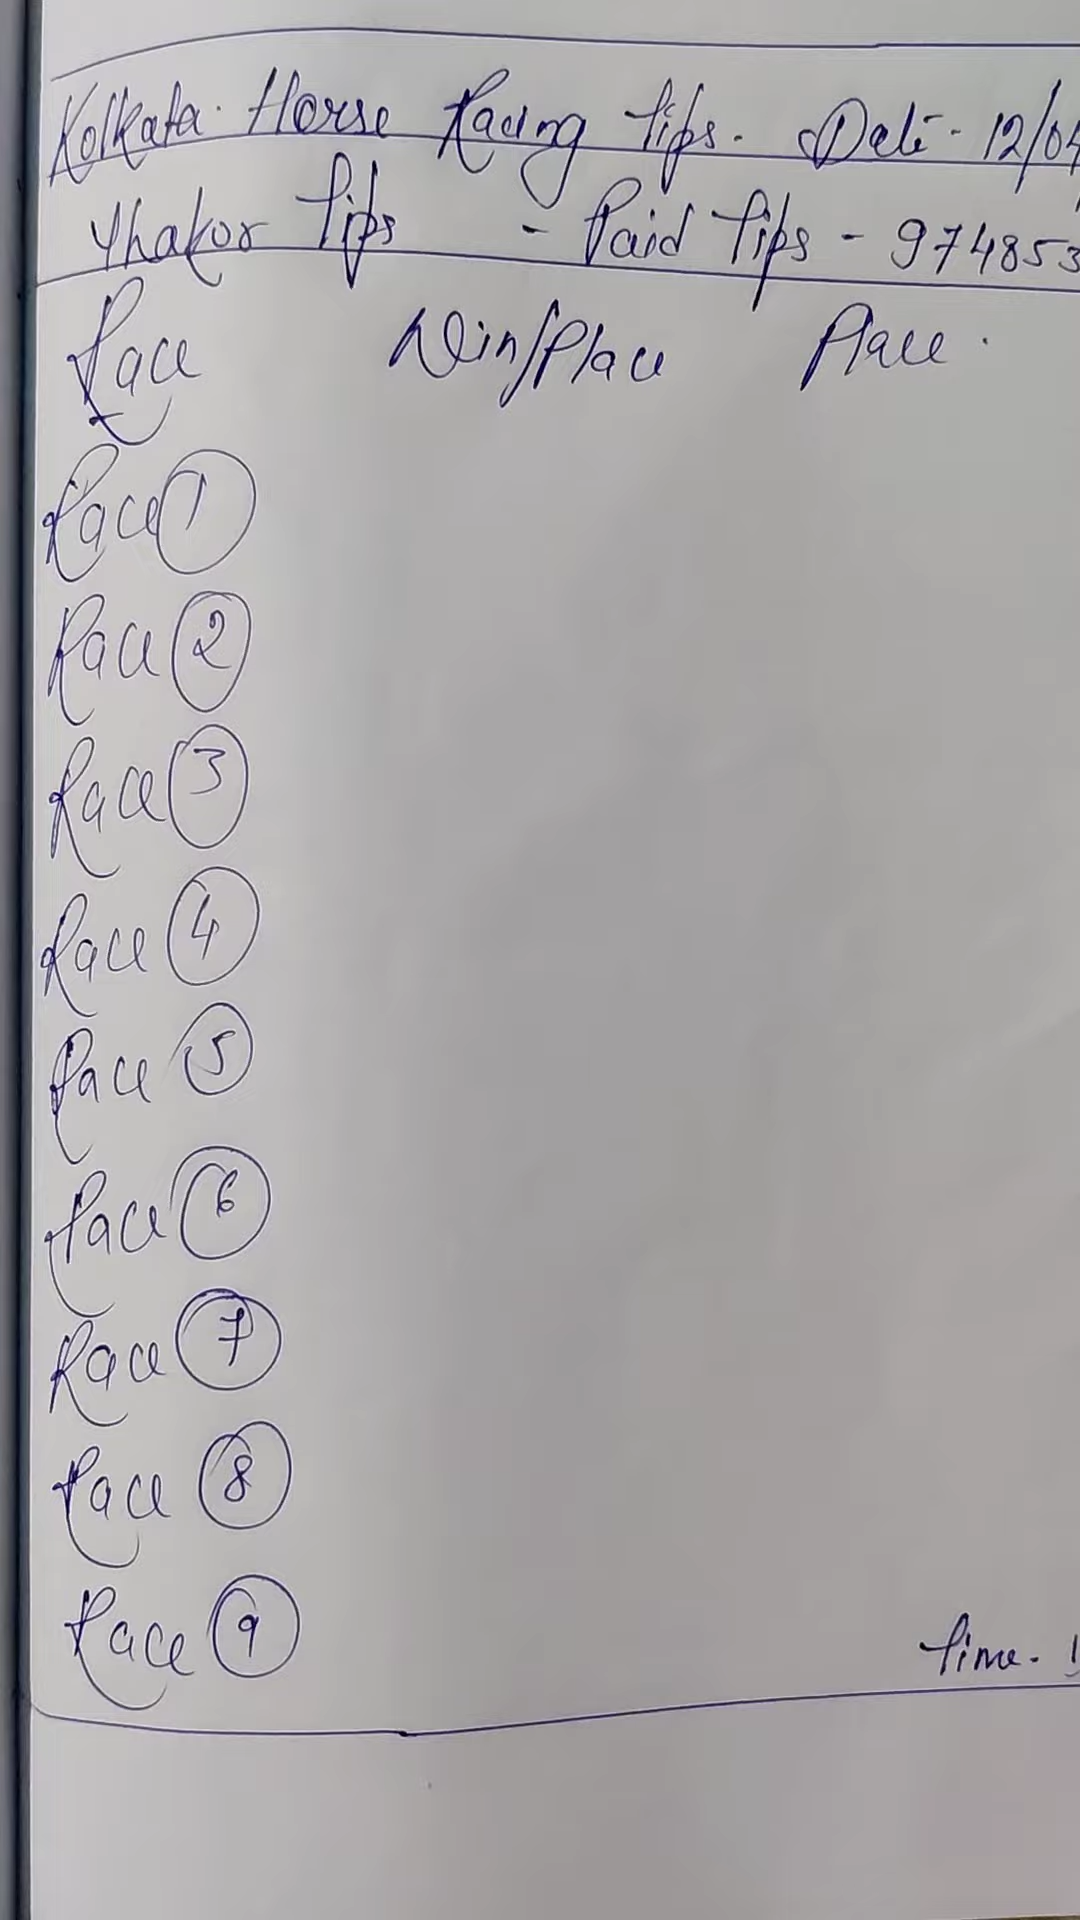 Kolkata Horse Racing Tips. Date - 12/04
Thakor Tips - Paid Tips - 974853
Race Win/Place Place.
Race 1
Race 2
Race 3
Race 4
Race 5
Race 6
Race 7
Race 8
Race 9
Time. 1